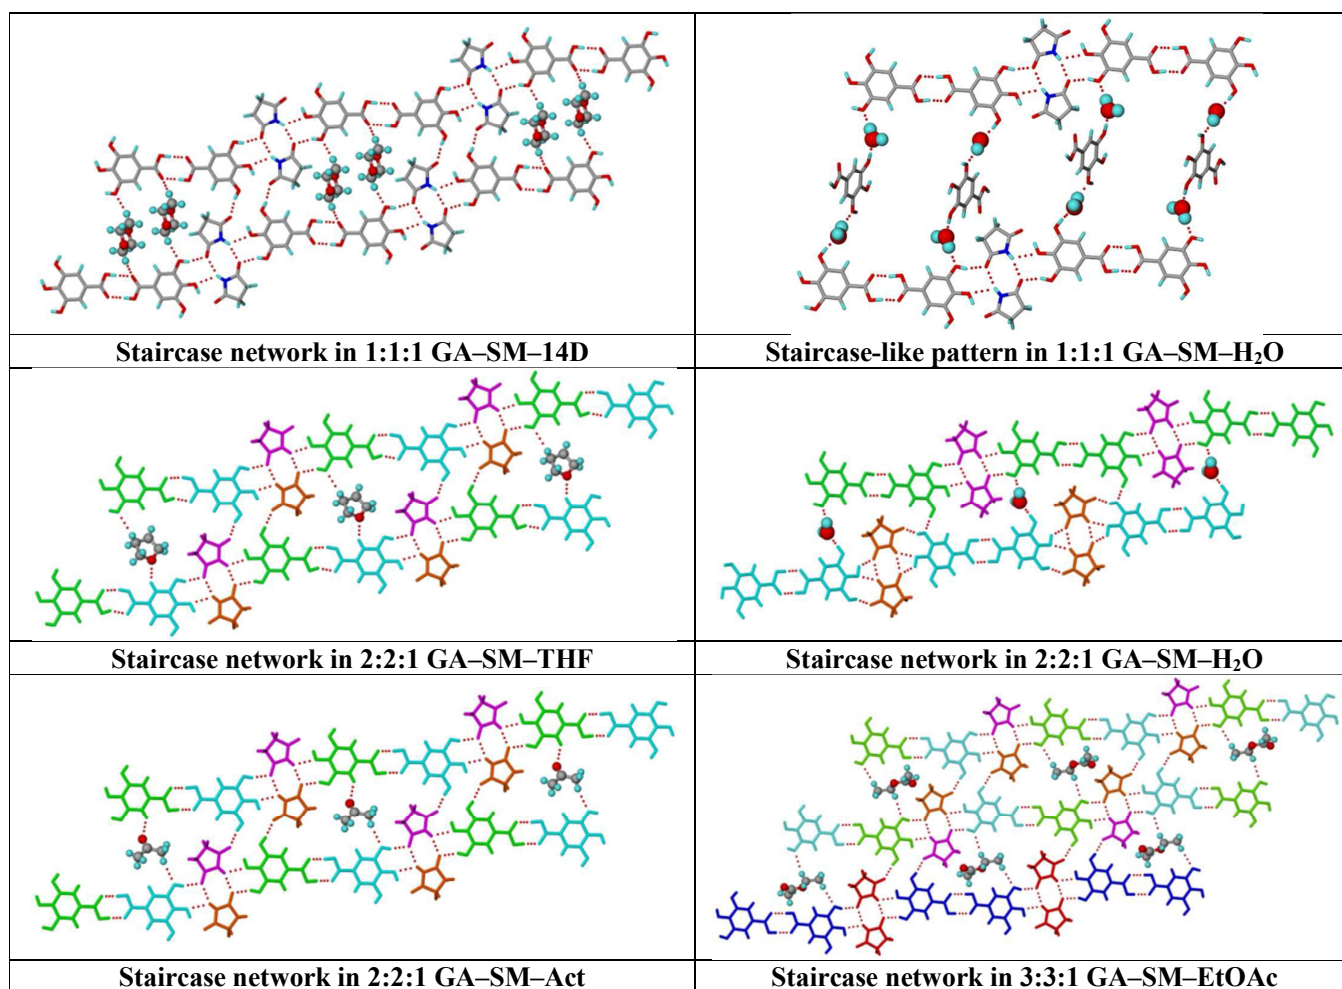 Staircase network in 1:1:1 GA–SM–14D
Staircase-like pattern in 1:1:1 GA–SM–H₂O
Staircase network in 2:2:1 GA–SM–THF
Staircase network in 2:2:1 GA–SM–H₂O
Staircase network in 2:2:1 GA–SM–Act
Staircase network in 3:3:1 GA–SM–EtOAc